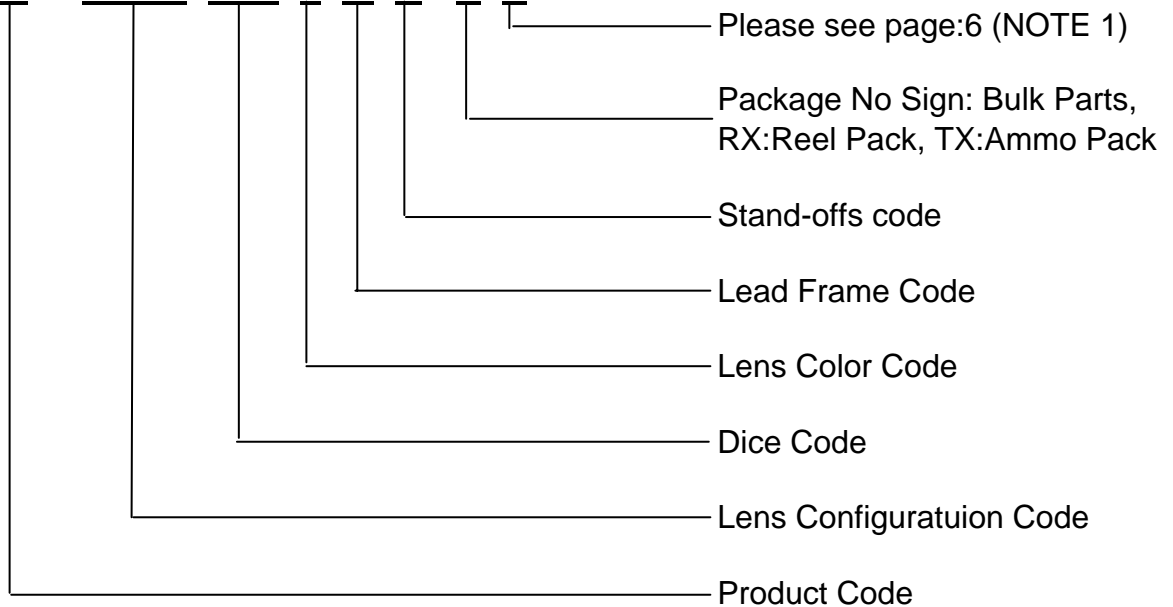 Please see page:6 (NOTE 1)
Package No Sign: Bulk Parts,
RX:Reel Pack, TX:Ammo Pack
Stand-offs code
Lead Frame Code
Lens Color Code
Dice Code
Lens Configuratuion Code
Product Code